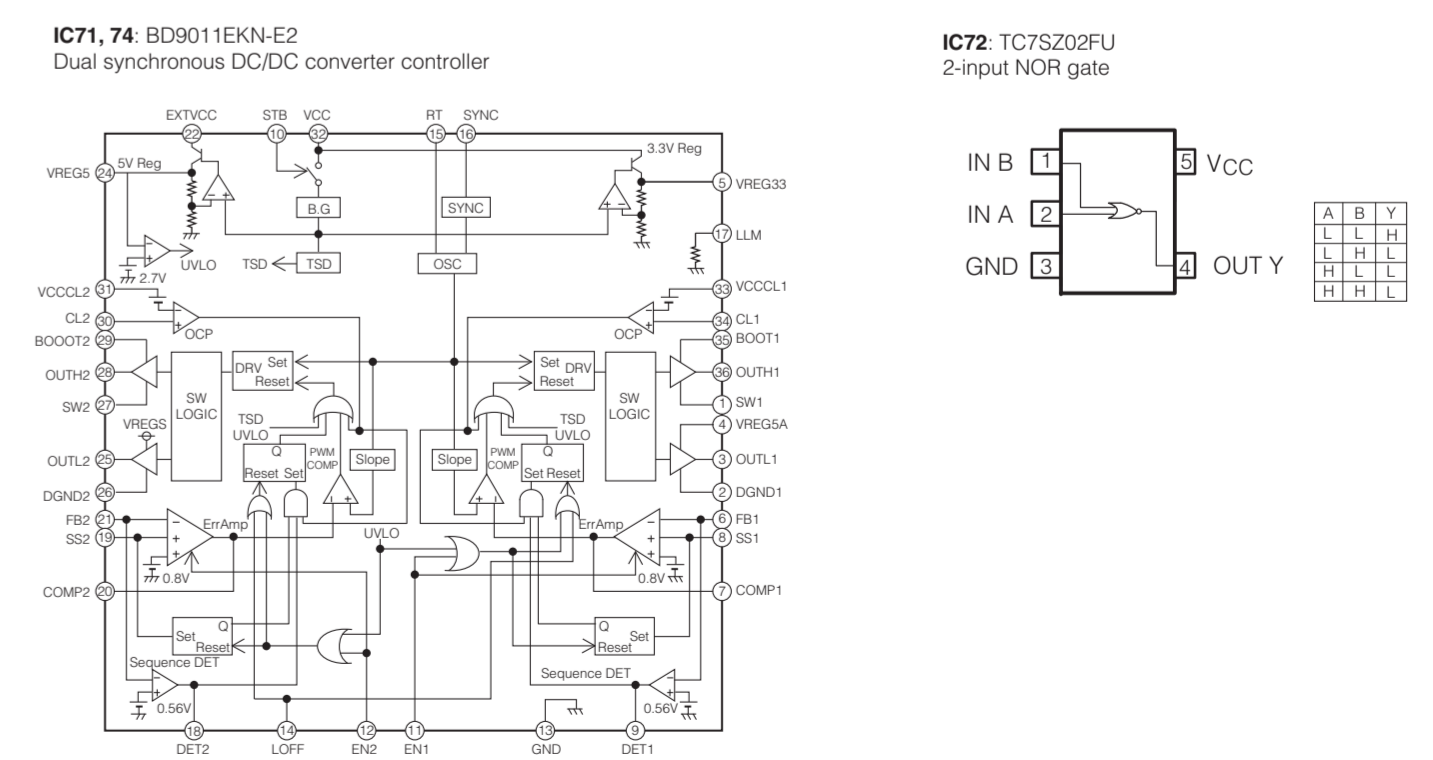 IC71, 74: BD9011EKN-E2
Dual synchronous DC/DC converter controller
IC72: TC7SZ02FU
2-input NOR gate
EXTVCC STB VCC RT SYNC
22 10 32 15 16
VREG5 24 5V Reg 3.3V Reg
5 VREG33
B.G SYNC
17 LLM
UVLO TSD TSD OSC
2.7V
VCCCL2 31 33 VCCCL1
CL2 30 OCP OCP 34 CL1
BOOOT2 29 35 BOOT1
OUTH2 28 DRV Set Set DRV 36 OUTH1
Reset Reset
SW2 27 SW LOGIC SW LOGIC 1 SW1
VREGS TSD TSD 4 VREG5A
UVLO UVLO
Q PWM COMP Slope Slope PWM COMP Q
OUTL2 25 3 OUTL1
Reset Set Set Reset
DGND2 26 2 DGND1
FB2 21 ErrAmp ErrAmp 6 FB1
SS2 19 UVLO 8 SS1
0.8V 0.8V
COMP2 20 7 COMP1
Q Q
Set Set
Reset Reset
Sequence DET Sequence DET
0.56V 0.56V
18 14 12 11 13 9
DET2 LOFF EN2 EN1 GND DET1
IN B 1 5 VCC
IN A 2
GND 3 4 OUT Y
A B Y
L L H
L H L
H L L
H H L